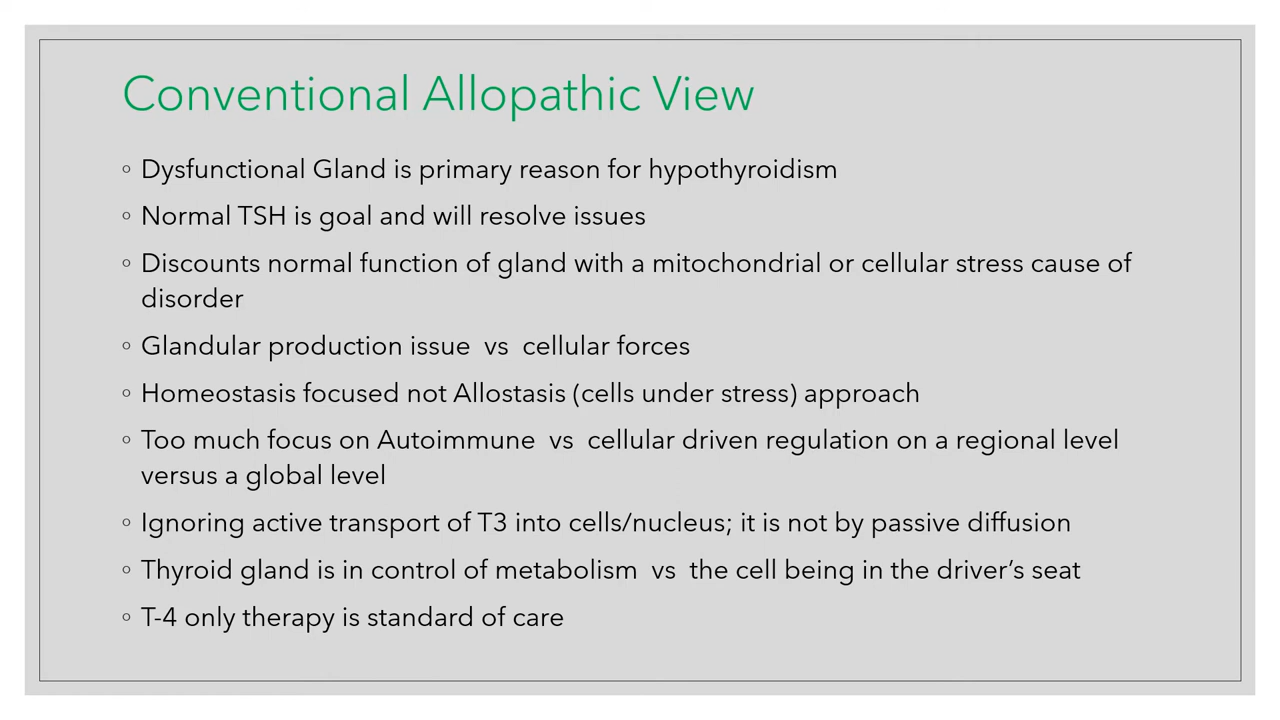 Conventional Allopathic View
◦ Dysfunctional Gland is primary reason for hypothyroidism
◦ Normal TSH is goal and will resolve issues
◦ Discounts normal function of gland with a mitochondrial or cellular stress cause of
disorder
◦ Glandular production issue  vs  cellular forces
◦ Homeostasis focused not Allostasis (cells under stress) approach
◦ Too much focus on Autoimmune  vs  cellular driven regulation on a regional level
versus a global level
◦ Ignoring active transport of T3 into cells/nucleus; it is not by passive diffusion
◦ Thyroid gland is in control of metabolism  vs  the cell being in the driver’s seat
◦ T-4 only therapy is standard of care